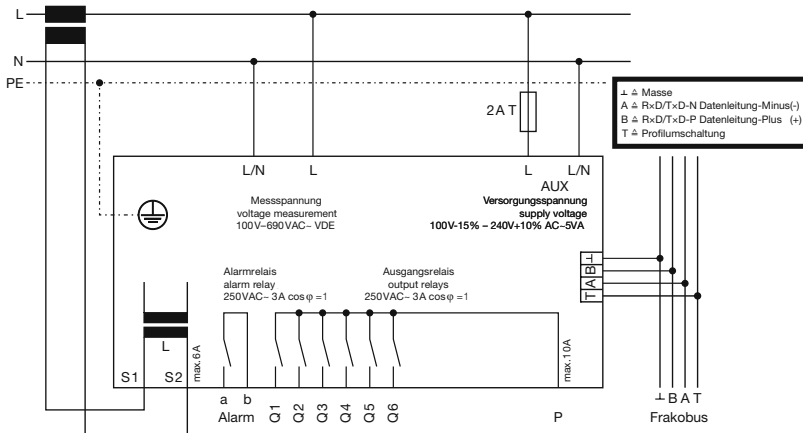 L
N
PE
2AT
⊥ ≙ Masse
A ≙ R×D/T×D-N Datenleitung-Minus(-)
B ≙ R×D/T×D-P Datenleitung-Plus (+)
T ≙ Profilumschaltung
L/N
L
L
L/N
AUX
Messspannung
voltage measurement
100V–690VAC~ VDE
Versorgungsspannung
supply voltage
100V-15% – 240V+10% AC~5VA
⊥
B
A
T
Alarmrelais
alarm relay
250VAC~ 3A cosφ =1
Ausgangsrelais
output relays
250VAC~ 3A cosφ =1
L
S1
S2
max.6A
max.10A
a
b
Alarm
Q1
Q2
Q3
Q4
Q5
Q6
P
⊥ B A T
Frakobus